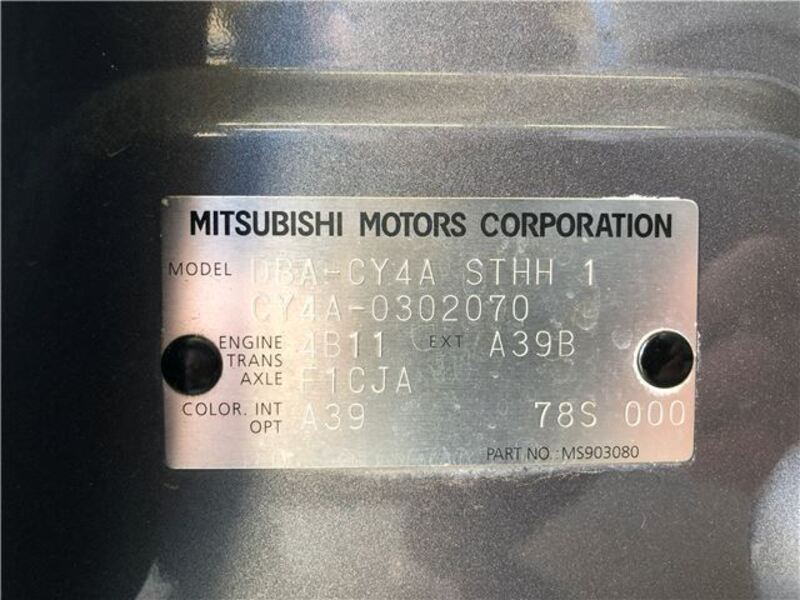 MITSUBISHI MOTORS CORPORATION
MODEL DBA-CY4A STHH 1
CY4A-0302070
ENGINE 4B11 EXT A39B
TRANS
AXLE F1CJA
COLOR. INT A39 78S 000
OPT
PART NO.: MS903080